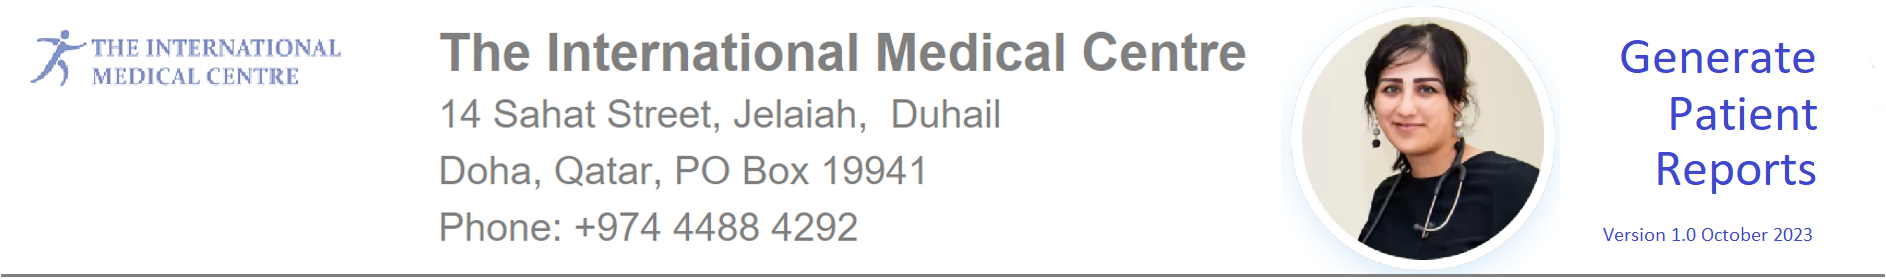 THE INTERNATIONAL
MEDICAL CENTRE
The International Medical Centre
14 Sahat Street, Jelaiah,  Duhail
Doha, Qatar, PO Box 19941
Phone: +974 4488 4292
Generate
Patient
Reports
Version 1.0 October 2023